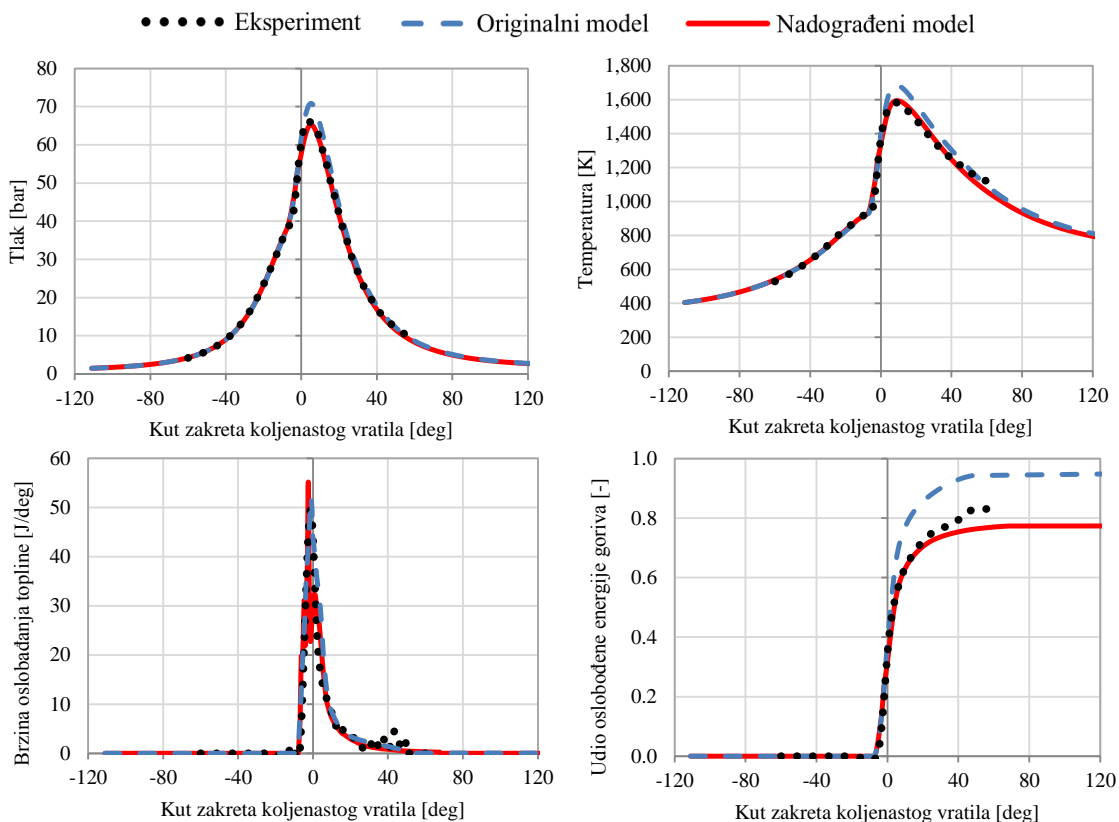 Eksperiment Originalni model Nadograđeni model
Tlak [bar]
80
70
60
50
40
30
20
10
0
-120 -80 -40 0 40 80 120
Kut zakreta koljenastog vratila [deg]
Temperatura [K]
1,800
1,600
1,400
1,200
1,000
800
600
400
200
0
-120 -80 -40 0 40 80 120
Kut zakreta koljenastog vratila [deg]
Brzina oslobađanja topline [J/deg]
60
50
40
30
20
10
0
-120 -80 -40 0 40 80 120
Kut zakreta koljenastog vratila [deg]
Udio oslobođene energije goriva [-]
1.0
0.8
0.6
0.4
0.2
0.0
-120 -80 -40 0 40 80 120
Kut zakreta koljenastog vratila [deg]